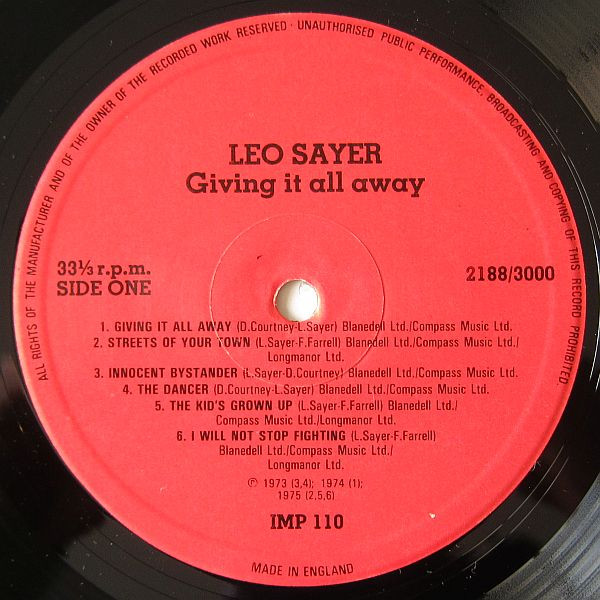 ALL RIGHTS OF THE MANUFACTURER AND OF THE OWNER OF THE RECORDED WORK RESERVED · UNAUTHORISED PUBLIC PERFORMANCE, BROADCASTING AND COPYING OF THIS RECORD PROHIBITED.
LEO SAYER
Giving it all away
33⅓ r.p.m.
SIDE ONE
2188/3000
1. GIVING IT ALL AWAY (D.Courtney-L.Sayer) Blanedell Ltd./Compass Music Ltd.
2. STREETS OF YOUR TOWN (L.Sayer-F.Farrell) Blanedell Ltd./Compass Music Ltd./
Longmanor Ltd.
3. INNOCENT BYSTANDER (L.Sayer-D.Courtney) Blanedell Ltd./Compass Music Ltd.
4. THE DANCER (D.Courtney-L.Sayer) Blanedell Ltd./Compass Music Ltd.
5. THE KID'S GROWN UP (L.Sayer-F.Farrell) Blanedell Ltd./
Compass Music Ltd./Longmanor Ltd.
6. I WILL NOT STOP FIGHTING (L.Sayer-F.Farrell)
Blanedell Ltd./Compass Music Ltd./
Longmanor Ltd.
℗ 1973 (3,4); 1974 (1);
1975 (2,5,6)
IMP 110
MADE IN ENGLAND